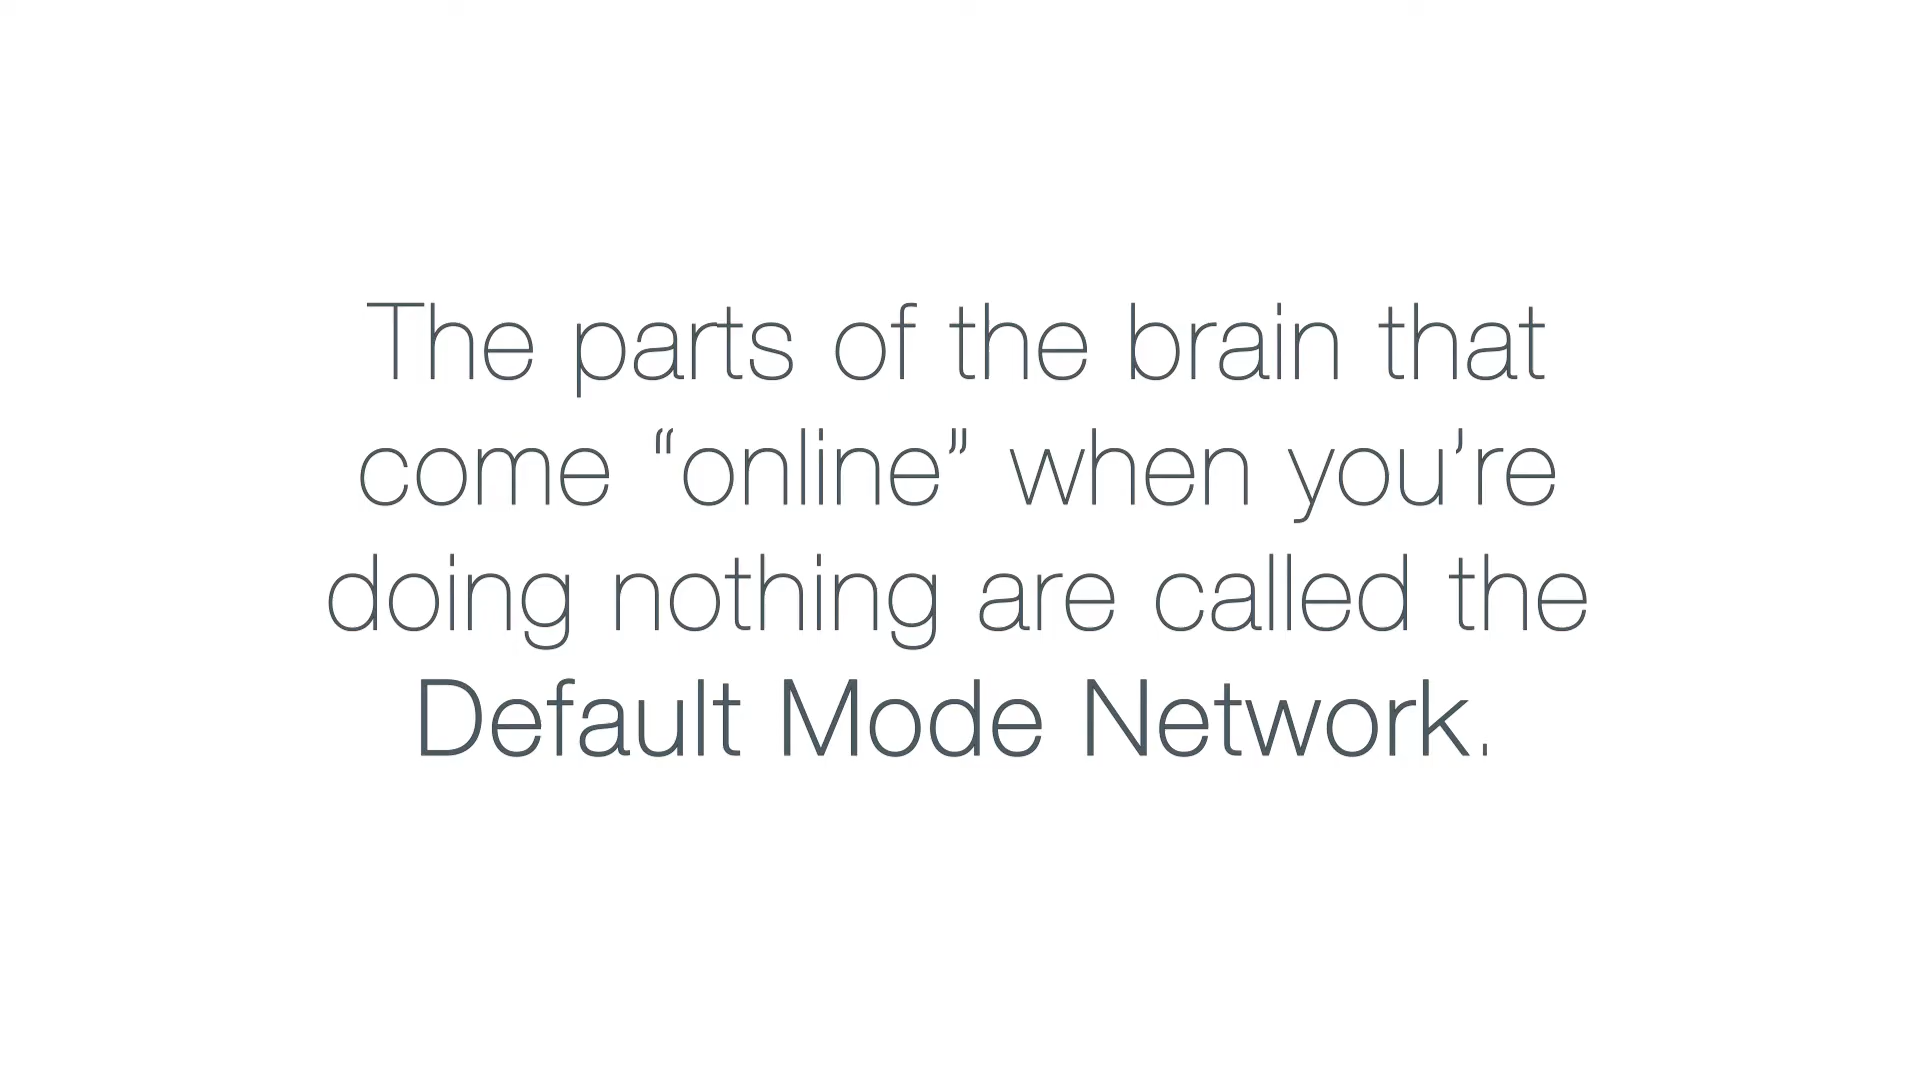 The parts of the brain that
come “online” when you’re
doing nothing are called the
Default Mode Network.